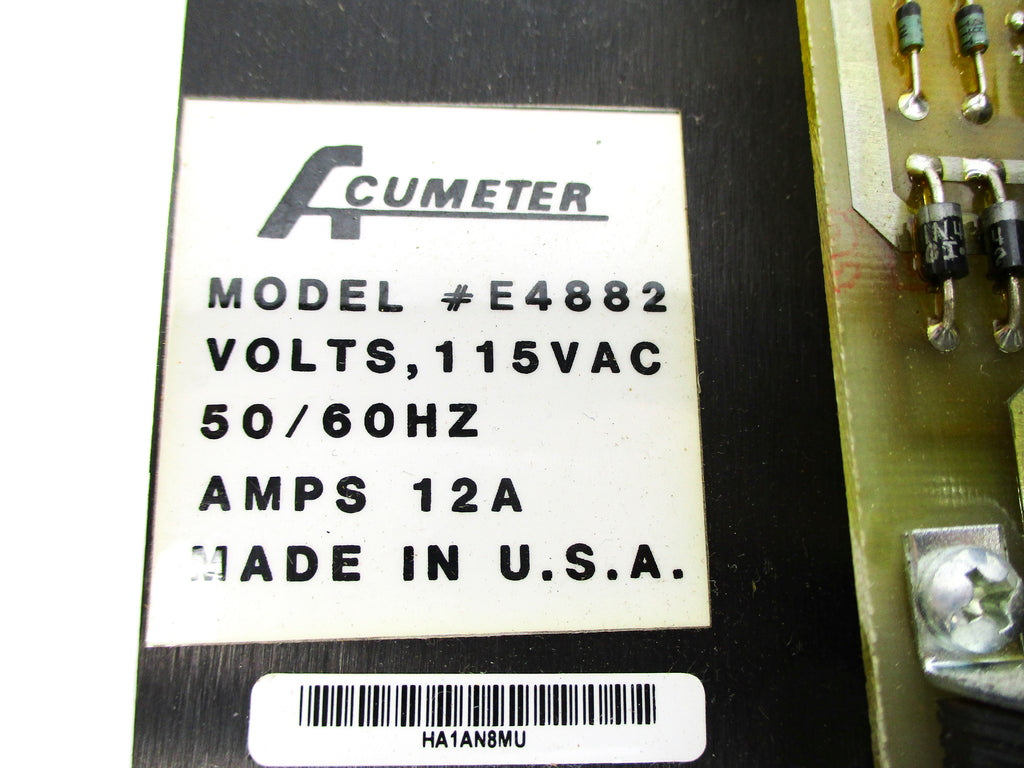 ACUMETER
MODEL #E4882
VOLTS, 115VAC
50/60HZ
AMPS 12A
MADE IN U.S.A.
HA1AN8MU